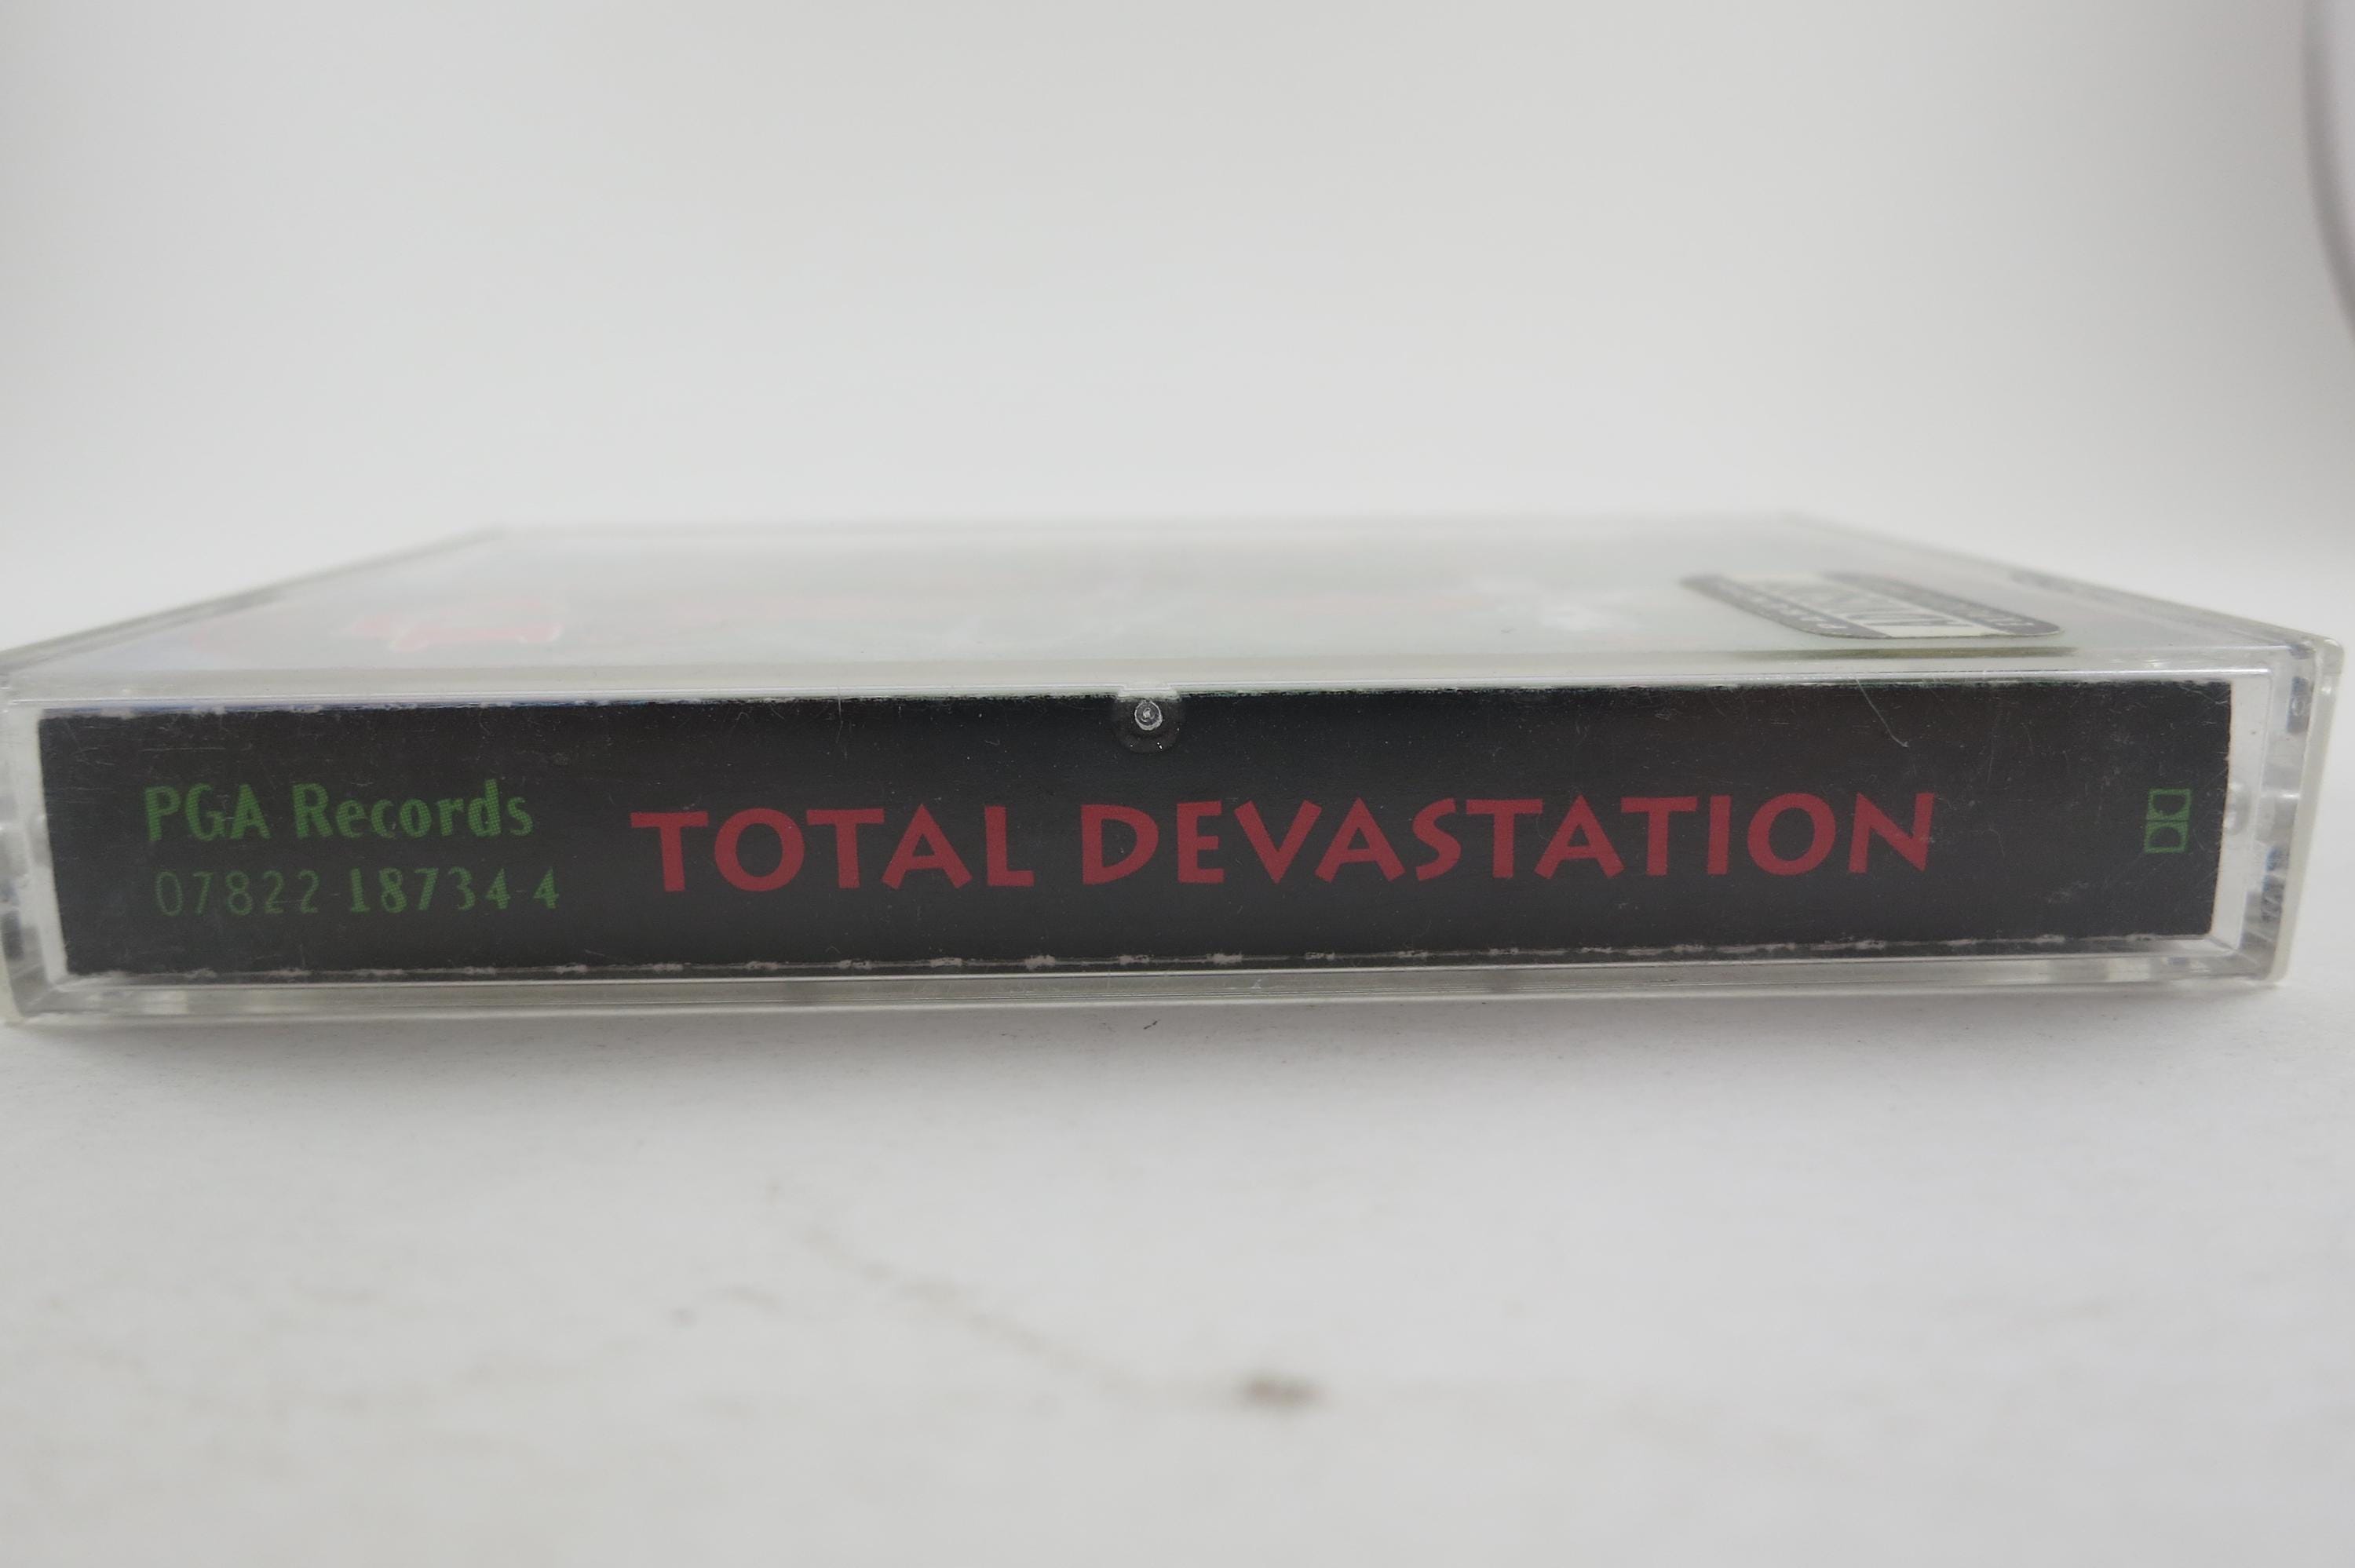 PGA Records
07822-18734-4
TOTAL DEVASTATION